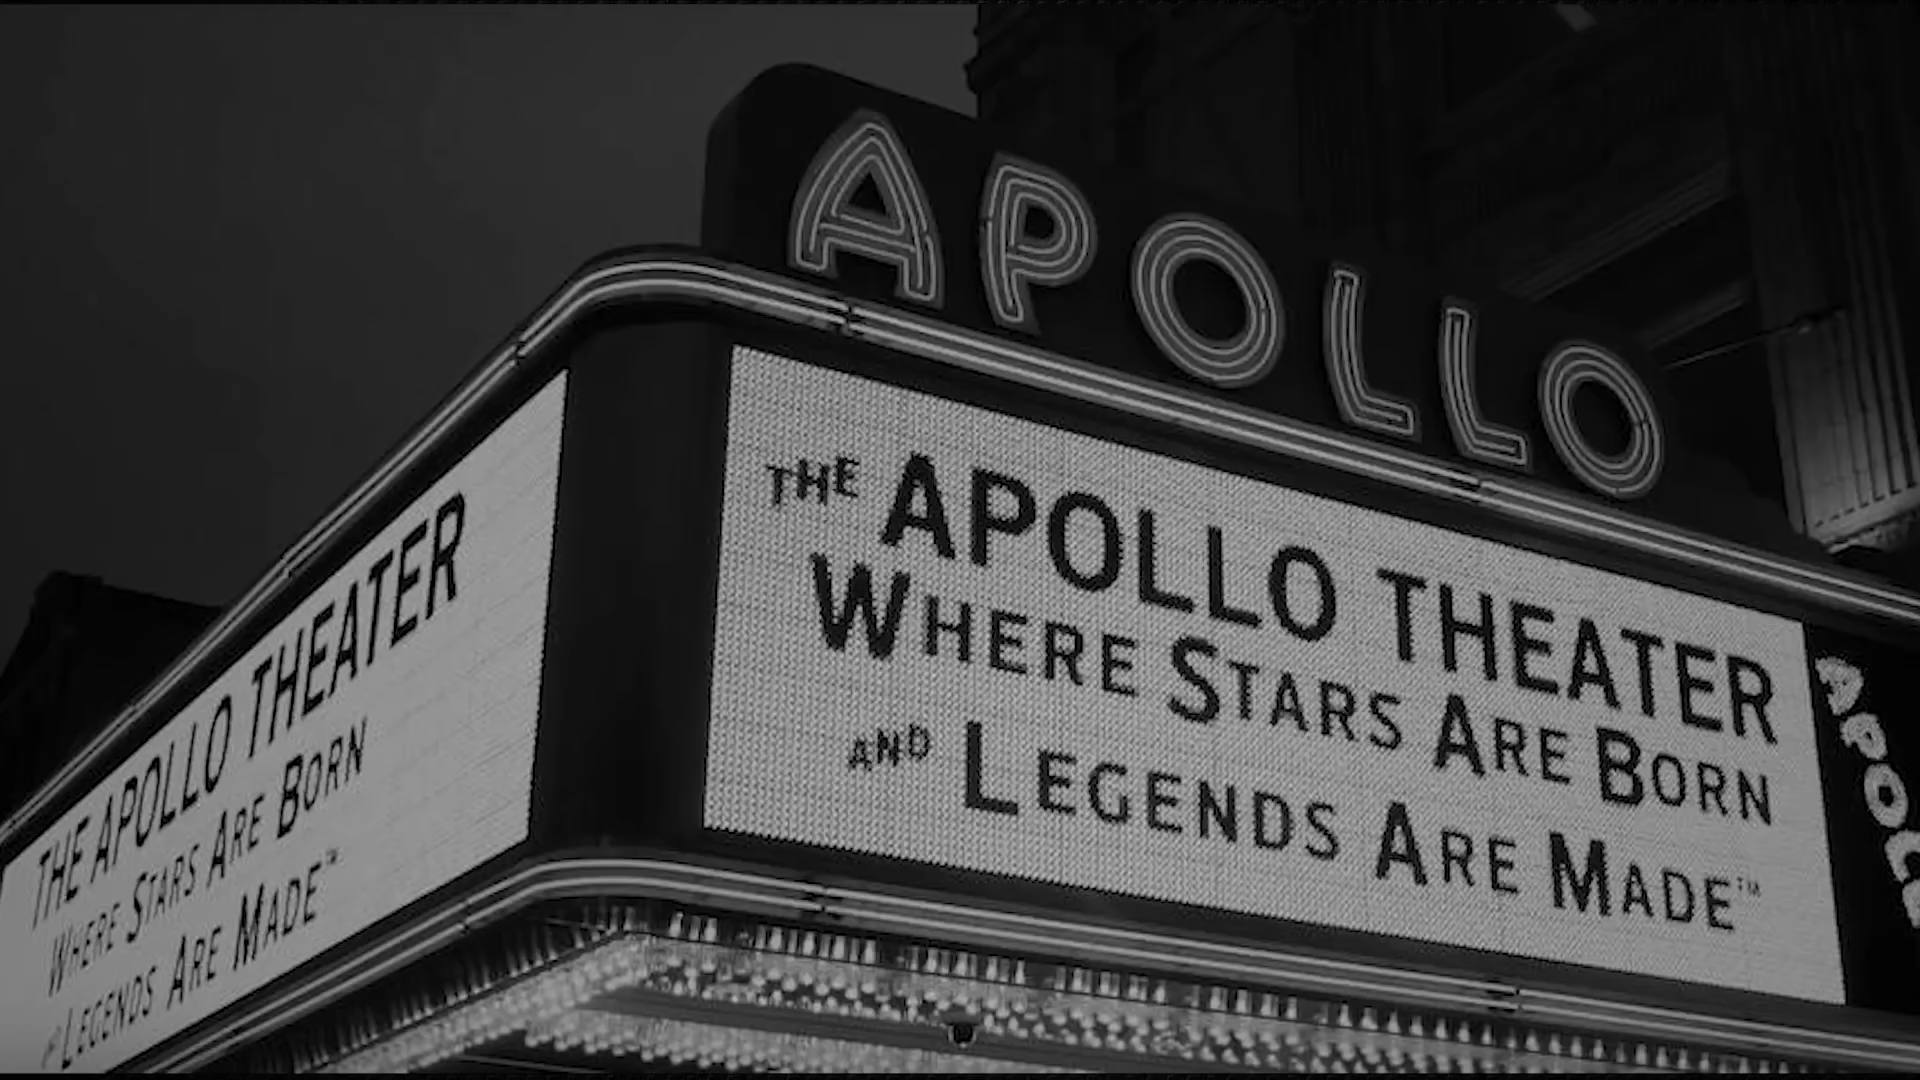 APOLLO
THE APOLLO THEATER
WHERE STARS ARE BORN
AND LEGENDS ARE MADE™
THE APOLLO THEATER
WHERE STARS ARE BORN
LEGENDS ARE MADE™
APOLLO